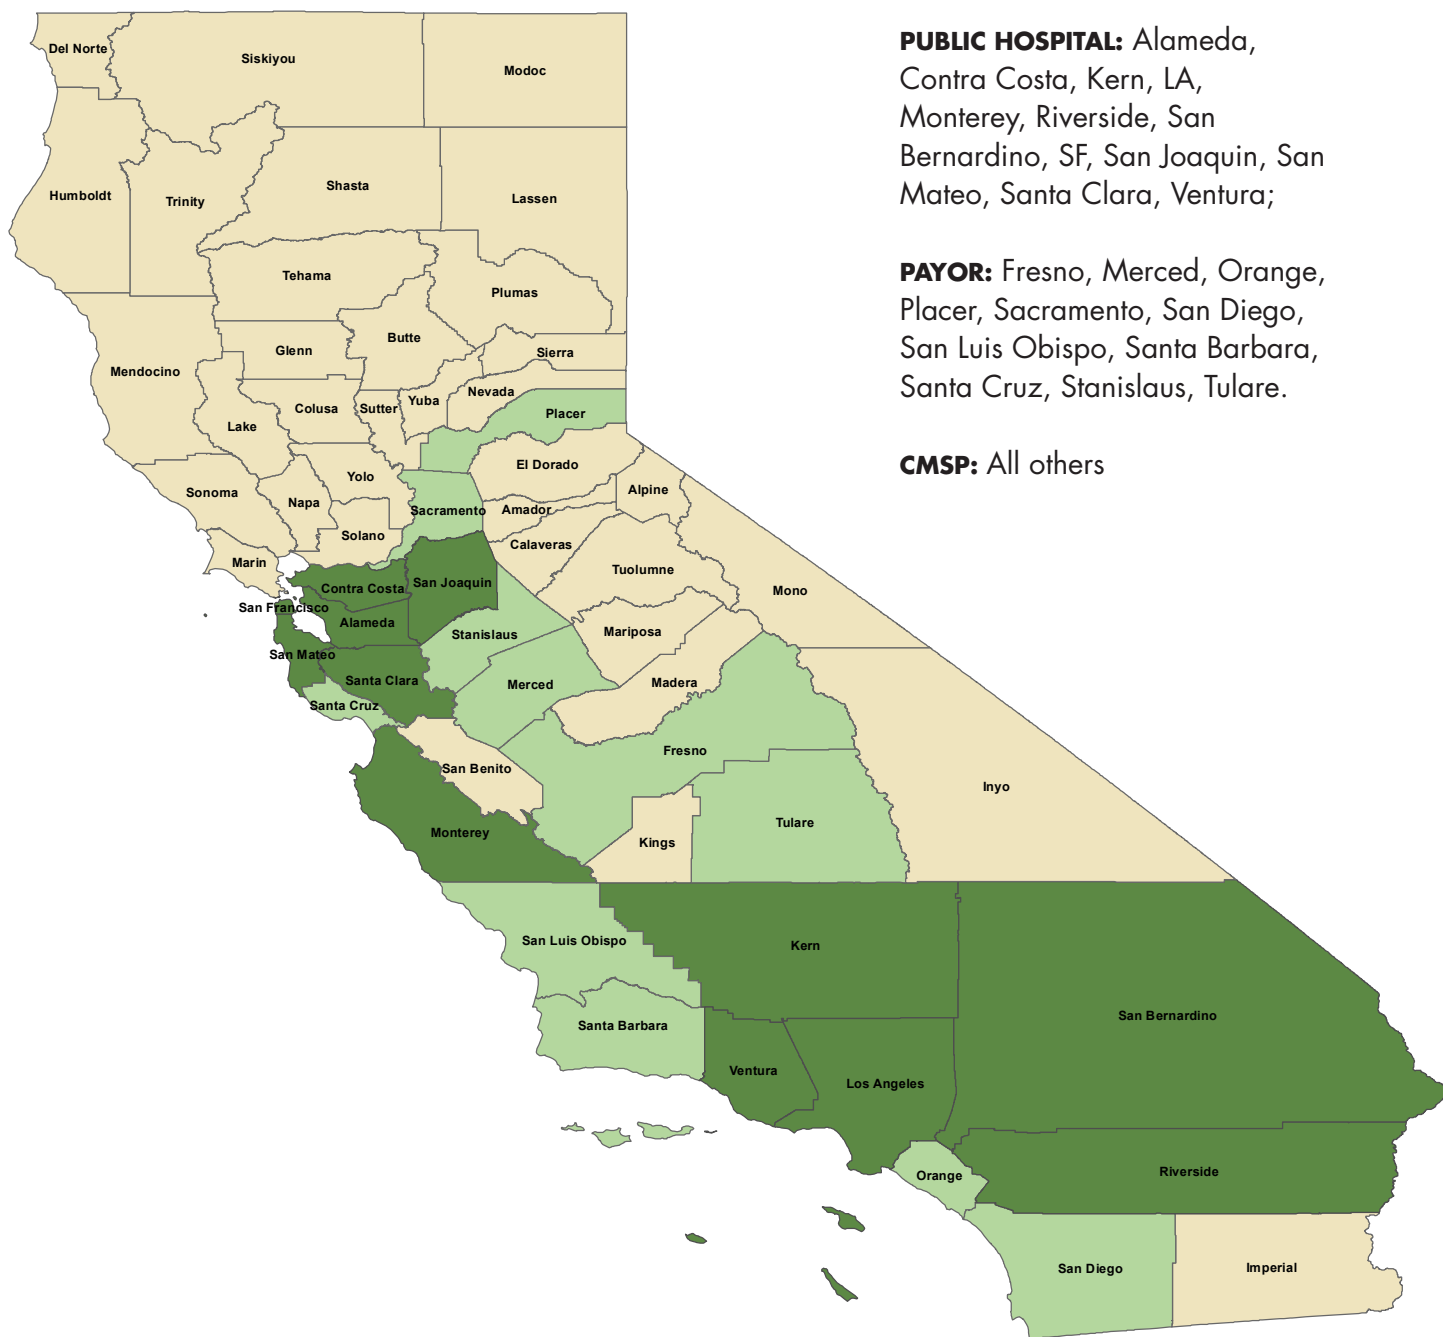 PUBLIC HOSPITAL: Alameda,
Contra Costa, Kern, LA,
Monterey, Riverside, San
Bernardino, SF, San Joaquin, San
Mateo, Santa Clara, Ventura;
PAYOR: Fresno, Merced, Orange,
Placer, Sacramento, San Diego,
San Luis Obispo, Santa Barbara,
Santa Cruz, Stanislaus, Tulare.
CMSP: All others
Del Norte
Siskiyou
Modoc
Humboldt
Trinity
Shasta
Lassen
Tehama
Plumas
Mendocino
Glenn
Butte
Sierra
Lake
Colusa
Sutter
Yuba
Nevada
Placer
Sonoma
Napa
Yolo
El Dorado
Sacramento
Amador
Alpine
Solano
Calaveras
Marin
Contra Costa
San Joaquin
Tuolumne
Mono
San Francisco
Alameda
Stanislaus
Mariposa
San Mateo
Santa Clara
Merced
Madera
Santa Cruz
Fresno
San Benito
Inyo
Monterey
Kings
Tulare
San Luis Obispo
Kern
San Bernardino
Santa Barbara
Ventura
Los Angeles
Orange
Riverside
San Diego
Imperial